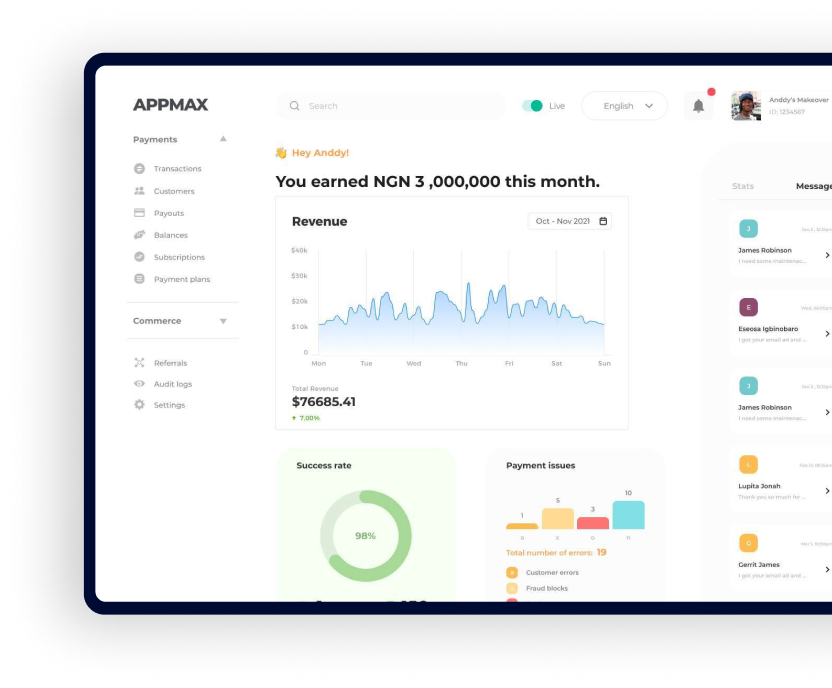 APPMAX
Search
Live
English
Anddy's Makeover
ID: 1234567
Payments
Transactions
Customers
Payouts
Balances
Subscriptions
Payment plans
Commerce
Referrals
Audit logs
Settings
👋 Hey Anddy!
You earned NGN 3 ,000,000 this month.
Revenue
Oct - Nov 2021
$40k
$30k
$20k
$10k
0
Mon Tue Wed Thu Fri Sat Sun
Total Revenue
$76685.41
7.00%
Success rate
98%
Payment issues
1 5 3 10
Total number of errors: 19
Customer errors
Fraud blocks
Stats
Message
J
James Robinson
I need some maintenac...
E
Eseosa Igbinobaro
I got your email ad and ...
J
James Robinson
I need some maintenac...
L
Lupita Jonah
Thank you so much for ...
G
Gerrit James
I got your email ad and ...